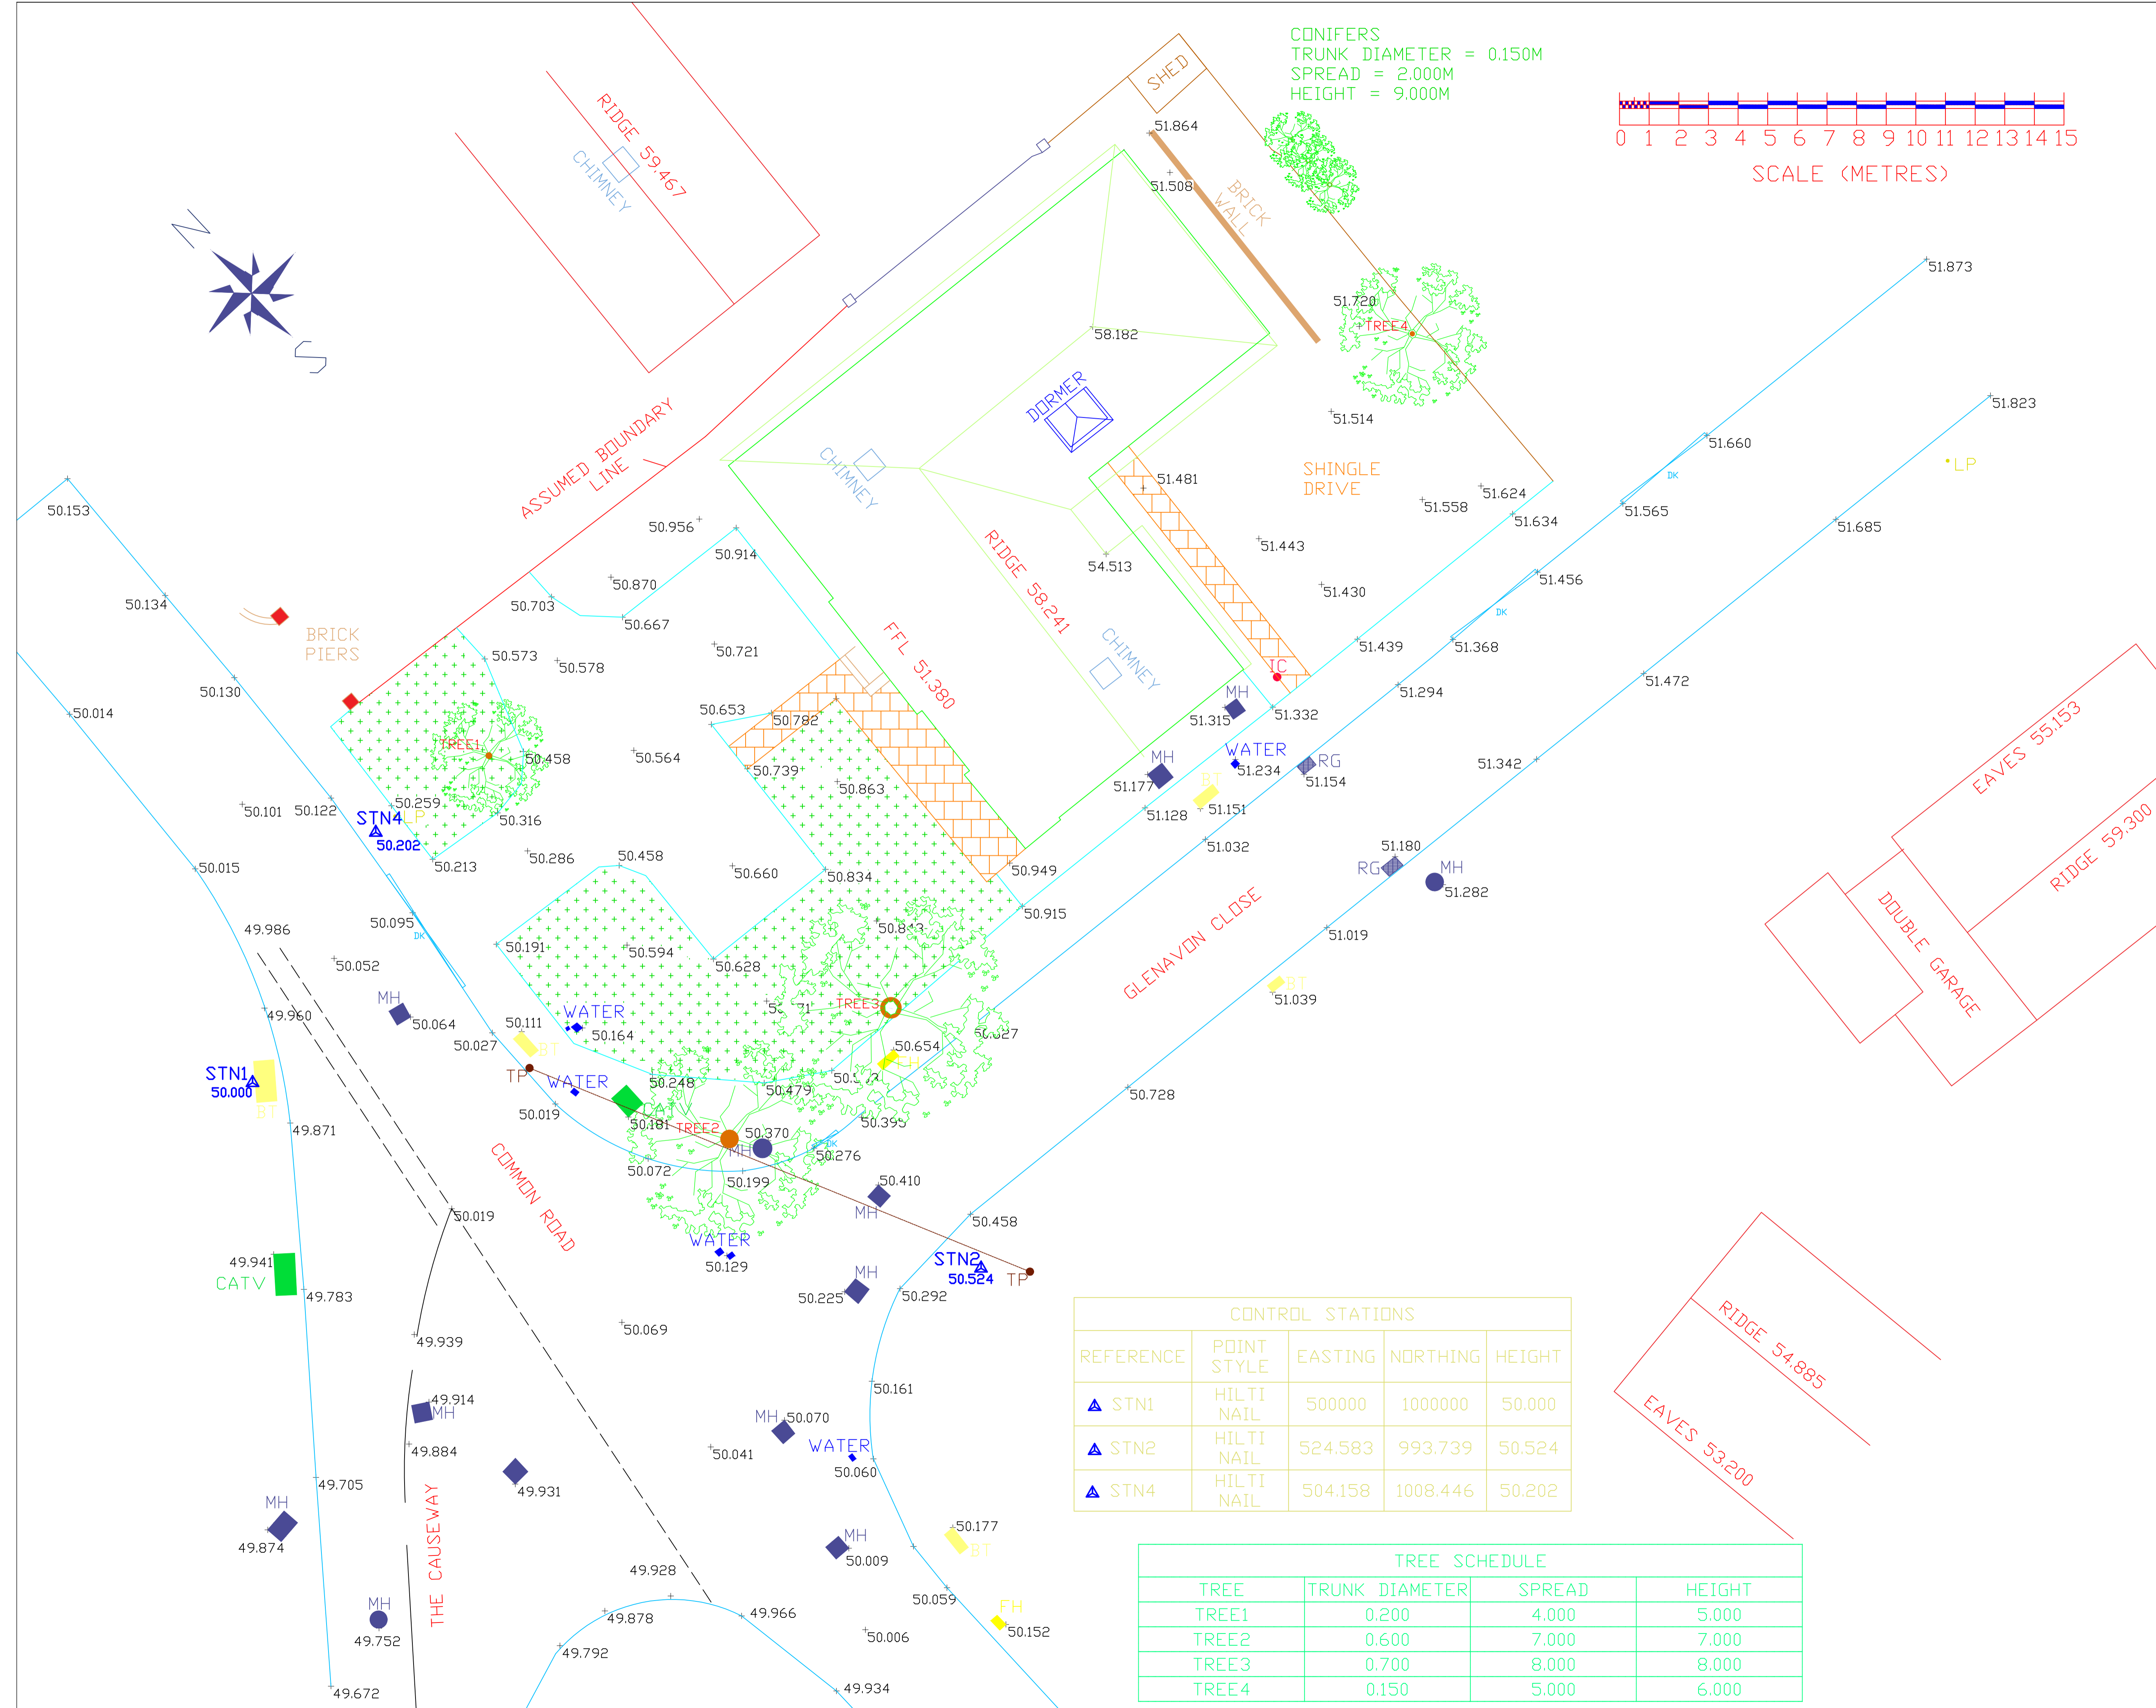 CONIFERS
TRUNK DIAMETER = 0.150M
SPREAD = 2.000M
HEIGHT = 9.000M
SHED
0 1 2 3 4 5 6 7 8 9 10 11 12 13 14 15
SCALE (METRES)
RIDGE 59.467
CHIMNEY
N
S
51.864
51.508
BRICK
WALL
51.873
51.720
TREE4
58.182
DORMER
51.823
51.514
51.660
LP
DK
ASSUMED BOUNDARY
LINE
CHIMNEY
SHINGLE
DRIVE
51.481
51.624
51.558
51.634
51.565
51.685
50.153
50.956
50.914
51.443
54.513
RIDGE 58.241
51.456
50.134
50.870
50.703
50.667
51.430
DK
BRICK
PIERS
FFL 51.380
CHIMNEY
51.439
51.368
50.573
50.578
50.721
50.130
IC
51.294
51.472
50.014
50.653
50.782
MH
51.315
51.332
EAVES 55.153
TREE1
50.458
50.564
50.739
MH
WATER
51.234
RG
51.154
51.342
50.863
51.177
BT
51.151
50.101
50.122
50.259
STN4
LP
50.202
50.316
51.128
RIDGE 59.300
50.213
50.286
50.458
50.660
50.834
50.949
51.032
51.180
RG
MH
51.282
50.015
50.915
DOUBLE GARAGE
GLENAVON CLOSE
49.986
50.095
DK
50.191
50.594
50.628
50.843
51.019
50.052
MH
50.064
BT
51.039
49.960
50.111
WATER
50.164
TREE3
50.027
BT
50.654
FH
STN1
50.000
BT
TP
WATER
50.248
50.479
50.728
50.019
50.181
TREE2
50.370
MH
50.395
DK
50.276
49.871
50.072
50.199
COMMON ROAD
50.410
MH
50.019
50.458
WATER
50.129
STN2
50.524
TP
49.941
CATV
49.783
MH
50.225
50.292
50.069
49.939
CONTROL STATIONS
REFERENCE POINT STYLE EASTING NORTHING HEIGHT
STN1 HILTI NAIL 500000 1000000 50.000
STN2 HILTI NAIL 524.583 993.739 50.524
STN4 HILTI NAIL 504.158 1008.446 50.202
RIDGE 54.885
EAVES 53.200
50.161
49.914
MH
MH
50.070
WATER
49.884
50.041
50.060
49.705
49.931
MH
49.874
THE CAUSEWAY
MH
50.009
50.177
BT
49.928
50.059
MH
49.752
49.878
49.966
50.006
FH
50.152
49.792
49.672
49.934
TREE SCHEDULE
TREE TRUNK DIAMETER SPREAD HEIGHT
TREE1 0.200 4.000 5.000
TREE2 0.600 7.000 7.000
TREE3 0.700 8.000 8.000
TREE4 0.150 5.000 6.000